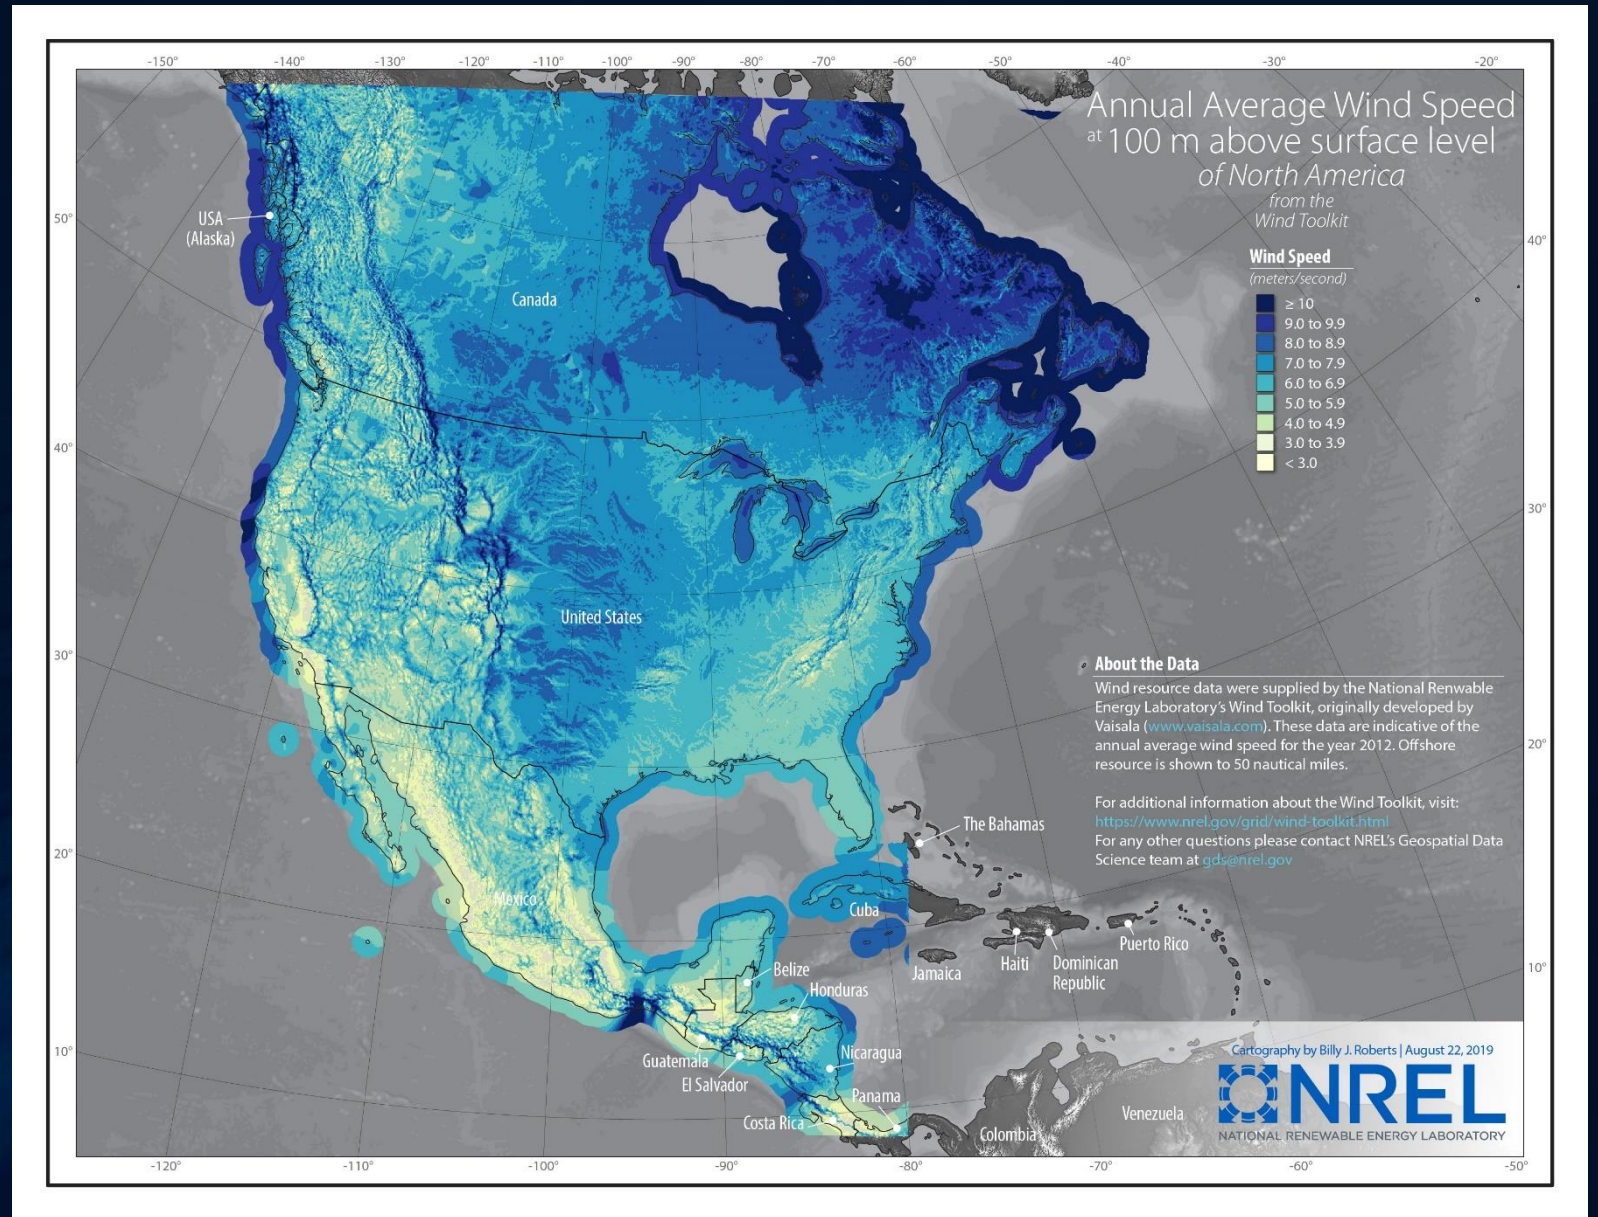 -150°
-140°
-130°
-120°
-110°
-100°
-90°
-80°
-70°
-60°
-50°
-40°
-30°
-20°
Annual Average Wind Speed
at 100 m above surface level
of North America
from the
Wind Toolkit
Wind Speed
(meters/second)
≥ 10
9.0 to 9.9
8.0 to 8.9
7.0 to 7.9
6.0 to 6.9
5.0 to 5.9
4.0 to 4.9
3.0 to 3.9
< 3.0
50°
40°
30°
20°
10°
40°
30°
20°
10°
USA
(Alaska)
Canada
United States
Mexico
The Bahamas
Cuba
Jamaica
Haiti
Dominican
Republic
Puerto Rico
Belize
Honduras
Guatemala
El Salvador
Nicaragua
Costa Rica
Panama
Colombia
Venezuela
About the Data
Wind resource data were supplied by the National Renwable
Energy Laboratory's Wind Toolkit, originally developed by
Vaisala (www.vaisala.com). These data are indicative of the
annual average wind speed for the year 2012. Offshore
resource is shown to 50 nautical miles.
For additional information about the Wind Toolkit, visit:
https://www.nrel.gov/grid/wind-toolkit.html
For any other questions please contact NREL's Geospatial Data
Science team at gds@nrel.gov
Cartography by Billy J. Roberts | August 22, 2019
NREL
NATIONAL RENEWABLE ENERGY LABORATORY
-120°
-110°
-100°
-90°
-80°
-70°
-60°
-50°